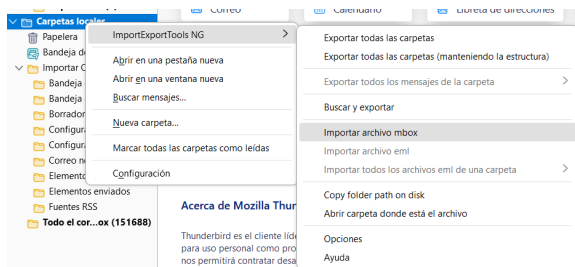 Correo
Calendario
Libreta de direcciones
Carpetas locales
Papelera
Bandeja de
Importar C
Bandeja
Bandeja
Borrador
Configur
Configur
Correo n
Elemento
Elementos enviados
Fuentes RSS
Todo el cor...ox (151688)
ImportExportTools NG
Abrir en una pestaña nueva
Abrir en una ventana nueva
Buscar mensajes...
Nueva carpeta...
Marcar todas las carpetas como leídas
Configuración
Exportar todas las carpetas
Exportar todas las carpetas (manteniendo la estructura)
Exportar todos los mensajes de la carpeta
Buscar y exportar
Importar archivo mbox
Importar archivo eml
Importar todos los archivos eml de una carpeta
Copy folder path on disk
Abrir carpeta donde está el archivo
Opciones
Ayuda
Acerca de Mozilla Thun
Thunderbird es el cliente líde
para uso personal como pro
nos permitirá contratar desa